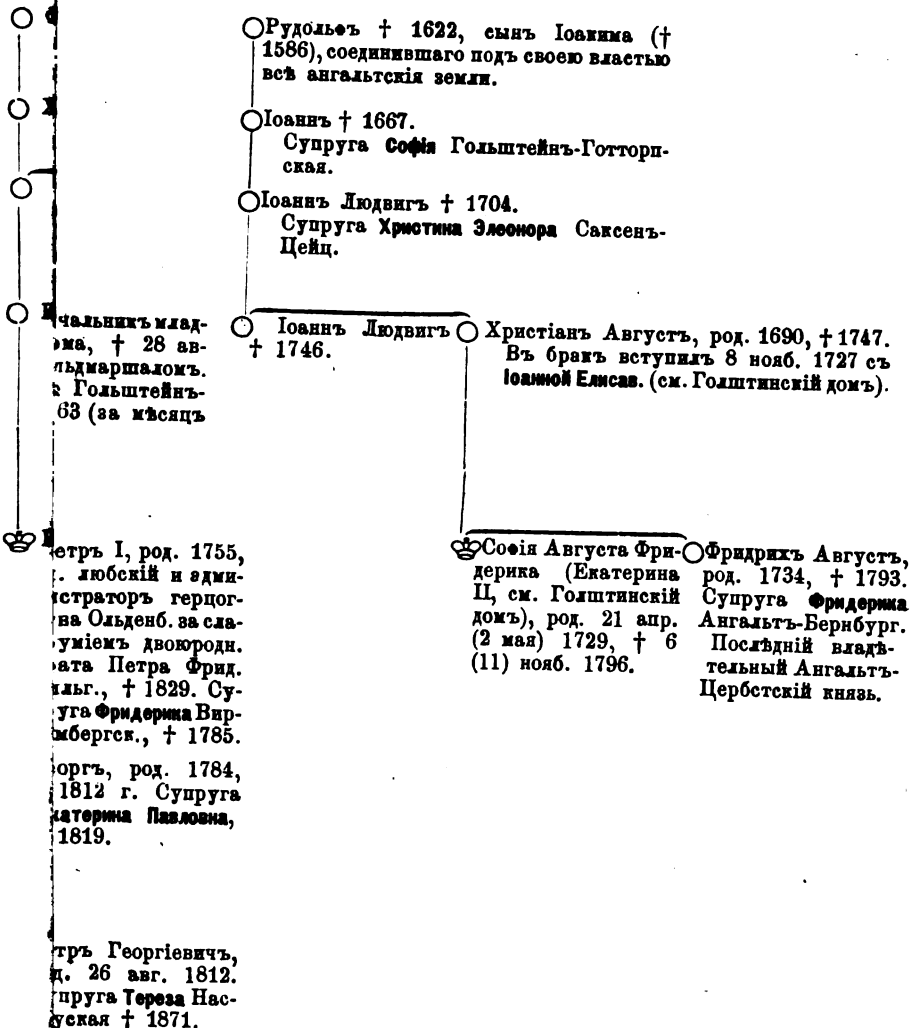 Рудольѳъ † 1622, сынъ Іоакима (†
1586), соединившаго подъ своею властью
всѣ ангальтскія земли.
Іоаннъ † 1667.
Супруга Софія Гольштейнъ-Готторп-
ская.
Іоаннъ Людвигъ † 1704.
Супруга Христина Элеонора Саксенъ-
Цейц.
Іоаннъ Людвигъ
† 1746.
Христіанъ Августъ, род. 1690, † 1747.
Въ бракъ вступилъ 8 нояб. 1727 съ
Іоанной Елисав. (см. Голштинскій домъ).
чальникъ млад-
ма, † 28 ав-
льдмаршаломъ.
Гольштейнъ-
63 (за мѣсяцъ
етръ I, род. 1755,
. любскій и адми-
истраторъ герцог-
ва Ольденб. за сла-
уміемъ двоюродн.
ата Петра Фрид.
льг., † 1829. Су-
уга Фридерика Вир-
мбергск., † 1785.
оргъ, род. 1784,
1812 г. Супруга
катерина Павловна,
1819.
тръ Георгіевичъ,
д. 26 авг. 1812.
пруга Тереза Нас-
уская † 1871.
Соѳія Августа Фри-
дерика (Екатерина
II, см. Голштинскій
домъ), род. 21 апр.
(2 мая) 1729, † 6
(11) нояб. 1796.
Фридрихъ Августъ,
род. 1734, † 1793.
Супруга Фридерика
Ангальтъ-Бернбург.
Послѣдній владѣ-
тельный Ангальтъ-
Цербстскій князь.